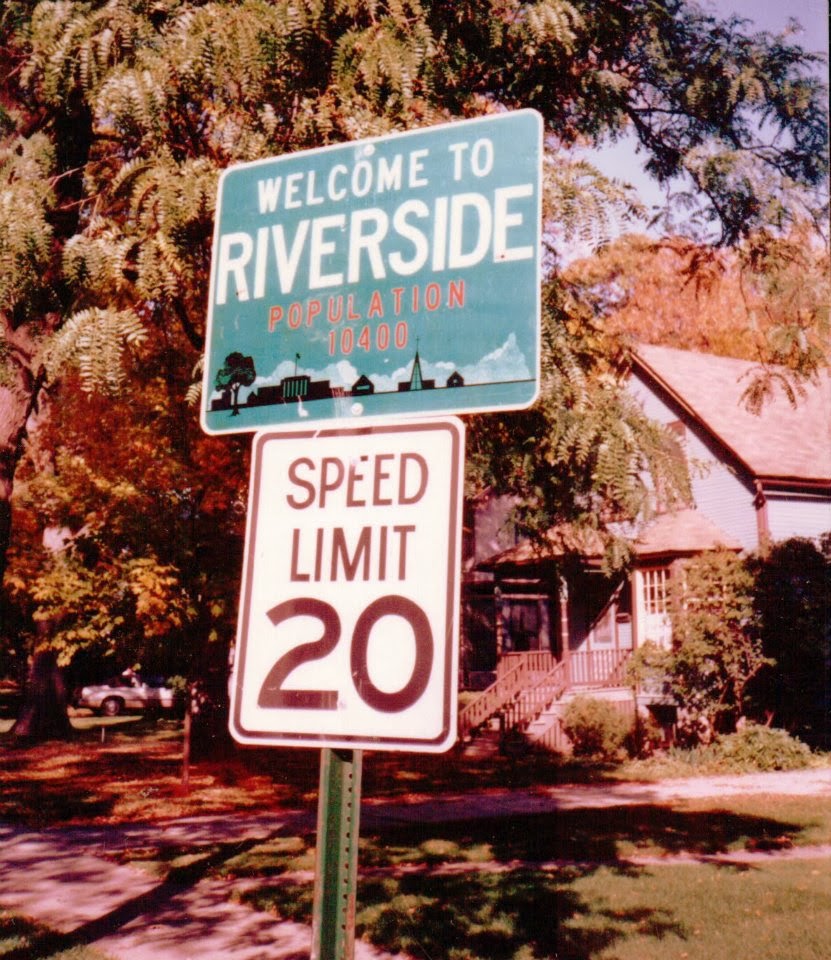 WELCOME TO
RIVERSIDE
POPULATION
10400
SPEED
LIMIT
20